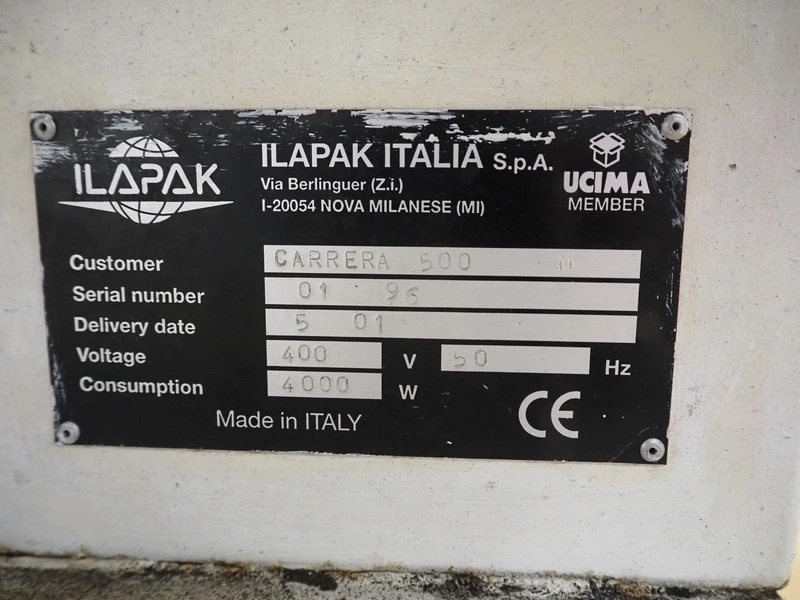 ILAPAK
ILAPAK ITALIA S.p.A.
Via Berlinguer (Z.i.)
I-20054 NOVA MILANESE (MI)
UCIMA
MEMBER
Customer CARRERA 500 M
Serial number 01 96
Delivery date 5 01
Voltage 400 V 50 Hz
Consumption 4000 W
Made in ITALY
CE